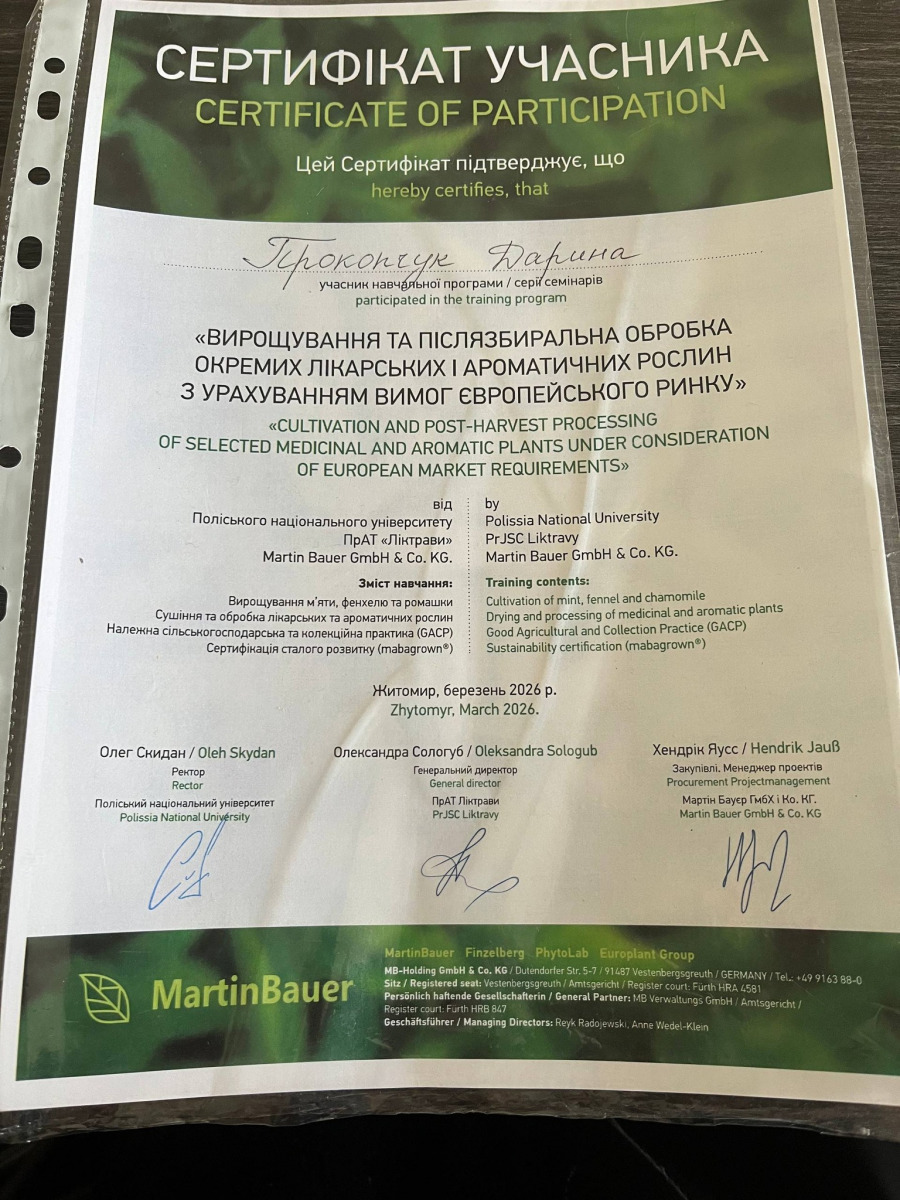 СЕРТИФІКАТ УЧАСНИКА
CERTIFICATE OF PARTICIPATION
Цей Сертифікат підтверджує, що
hereby certifies, that
Прокопчук Дарина
учасник навчальної програми / серії семінарів
participated in the training program
«ВИРОЩУВАННЯ ТА ПІСЛЯЗБИРАЛЬНА ОБРОБКА
ОКРЕМИХ ЛІКАРСЬКИХ І АРОМАТИЧНИХ РОСЛИН
З УРАХУВАННЯМ ВИМОГ ЄВРОПЕЙСЬКОГО РИНКУ»
«CULTIVATION AND POST-HARVEST PROCESSING
OF SELECTED MEDICINAL AND AROMATIC PLANTS UNDER CONSIDERATION
OF EUROPEAN MARKET REQUIREMENTS»
від
Поліського національного університету
ПрАТ «Ліктрави»
Martin Bauer GmbH & Co. KG.
Зміст навчання:
Вирощування м'яти, фенхелю та ромашки
Сушіння та обробка лікарських та ароматичних рослин
Належна сільськогосподарська та колекційна практика (GACP)
Сертифікація сталого розвитку (mabagrown®)
by
Polissia National University
PrJSC Liktravy
Martin Bauer GmbH & Co. KG.
Training contents:
Cultivation of mint, fennel and chamomile
Drying and processing of medicinal and aromatic plants
Good Agricultural and Collection Practice (GACP)
Sustainability certification (mabagrown®)
Житомир, березень 2026 р.
Zhytomyr, March 2026.
Олег Скидан / Oleh Skydan
Ректор
Rector
Поліський національний університет
Polissia National University
Олександра Сологуб / Oleksandra Sologub
Генеральний директор
General director
ПрАТ Ліктрави
PrJSC Liktravy
Хендрік Яусс / Hendrik Jauß
Закупівлі. Менеджер проектів
Procurement Projectmanagement
Мартін Бауєр ГмбХ і Ко. КГ.
Martin Bauer GmbH & Co. KG
MartinBauer
MartinBauer Finzelberg PhytoLab Europlant Group
MB-Holding GmbH & Co. KG / Dutendorfer Str. 5-7 / 91487 Vestenbergsgreuth / GERMANY / Tel.: +49 9163 88-0
Sitz / Registered seat: Vestenbergsgreuth / Amtsgericht / Register court: Fürth HRA 4581
Persönlich haftende Gesellschafterin / General Partner: MB Verwaltungs GmbH / Amtsgericht /
Register court: Fürth HRB 847
Geschäftsführer / Managing Directors: Reyk Radojewski, Anne Wedel-Klein